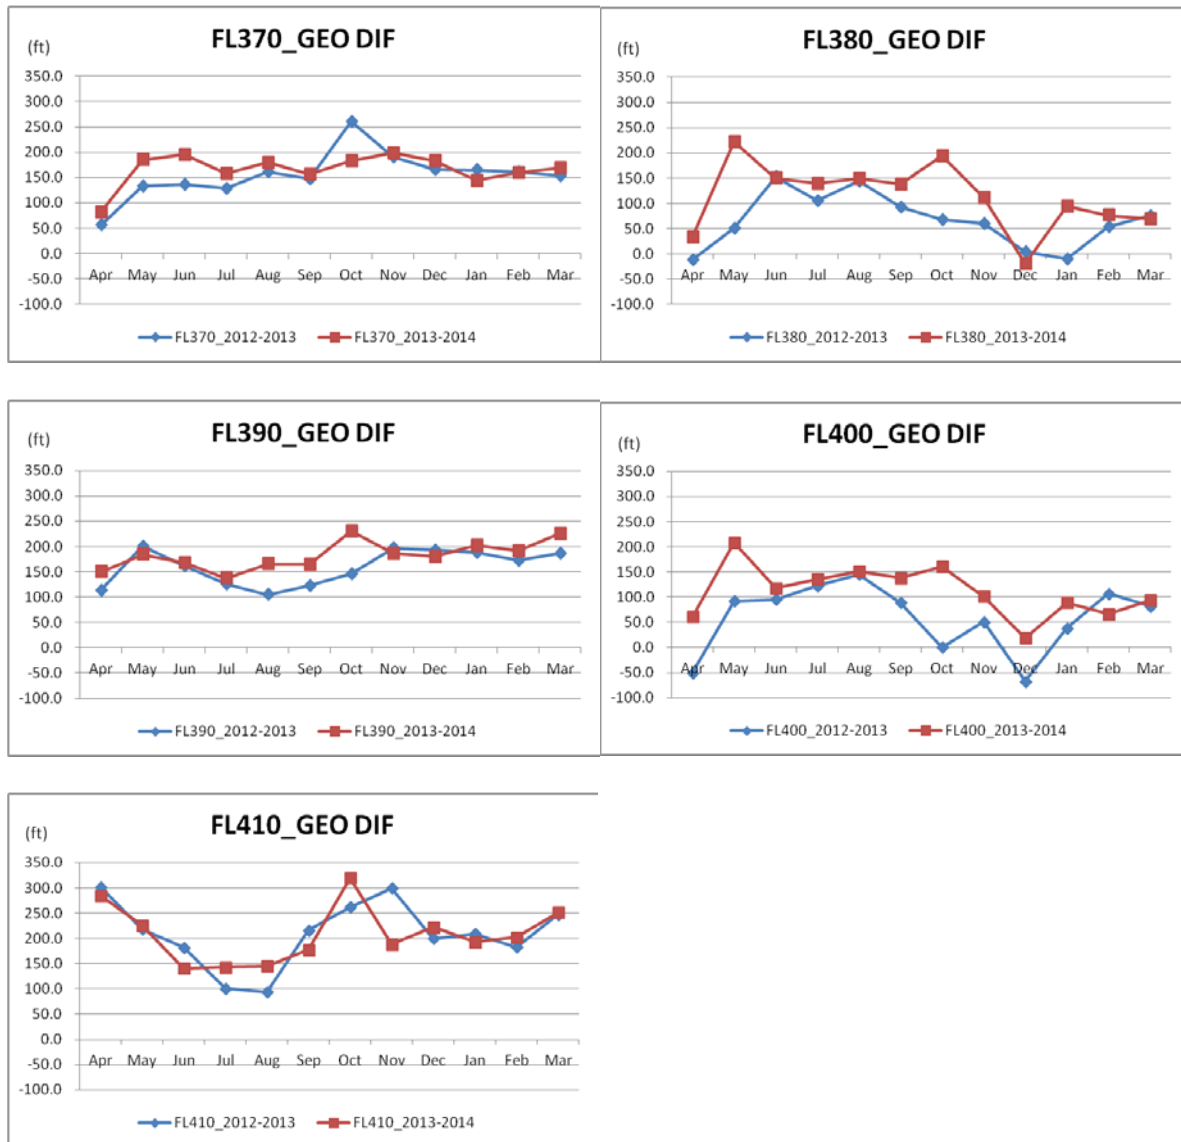 FL370_GEO DIF
(ft)
350.0
300.0
250.0
200.0
150.0
100.0
50.0
0.0
-50.0
-100.0
Apr May Jun Jul Aug Sep Oct Nov Dec Jan Feb Mar
FL370_2012-2013 FL370_2013-2014
FL380_GEO DIF
(ft)
350.0
300.0
250.0
200.0
150.0
100.0
50.0
0.0
-50.0
-100.0
Apr May Jun Jul Aug Sep Oct Nov Dec Jan Feb Mar
FL380_2012-2013 FL380_2013-2014
FL390_GEO DIF
(ft)
350.0
300.0
250.0
200.0
150.0
100.0
50.0
0.0
-50.0
-100.0
Apr May Jun Jul Aug Sep Oct Nov Dec Jan Feb Mar
FL390_2012-2013 FL390_2013-2014
FL400_GEO DIF
(ft)
350.0
300.0
250.0
200.0
150.0
100.0
50.0
0.0
-50.0
-100.0
Apr May Jun Jul Aug Sep Oct Nov Dec Jan Feb Mar
FL400_2012-2013 FL400_2013-2014
FL410_GEO DIF
(ft)
350.0
300.0
250.0
200.0
150.0
100.0
50.0
0.0
-50.0
-100.0
Apr May Jun Jul Aug Sep Oct Nov Dec Jan Feb Mar
FL410_2012-2013 FL410_2013-2014